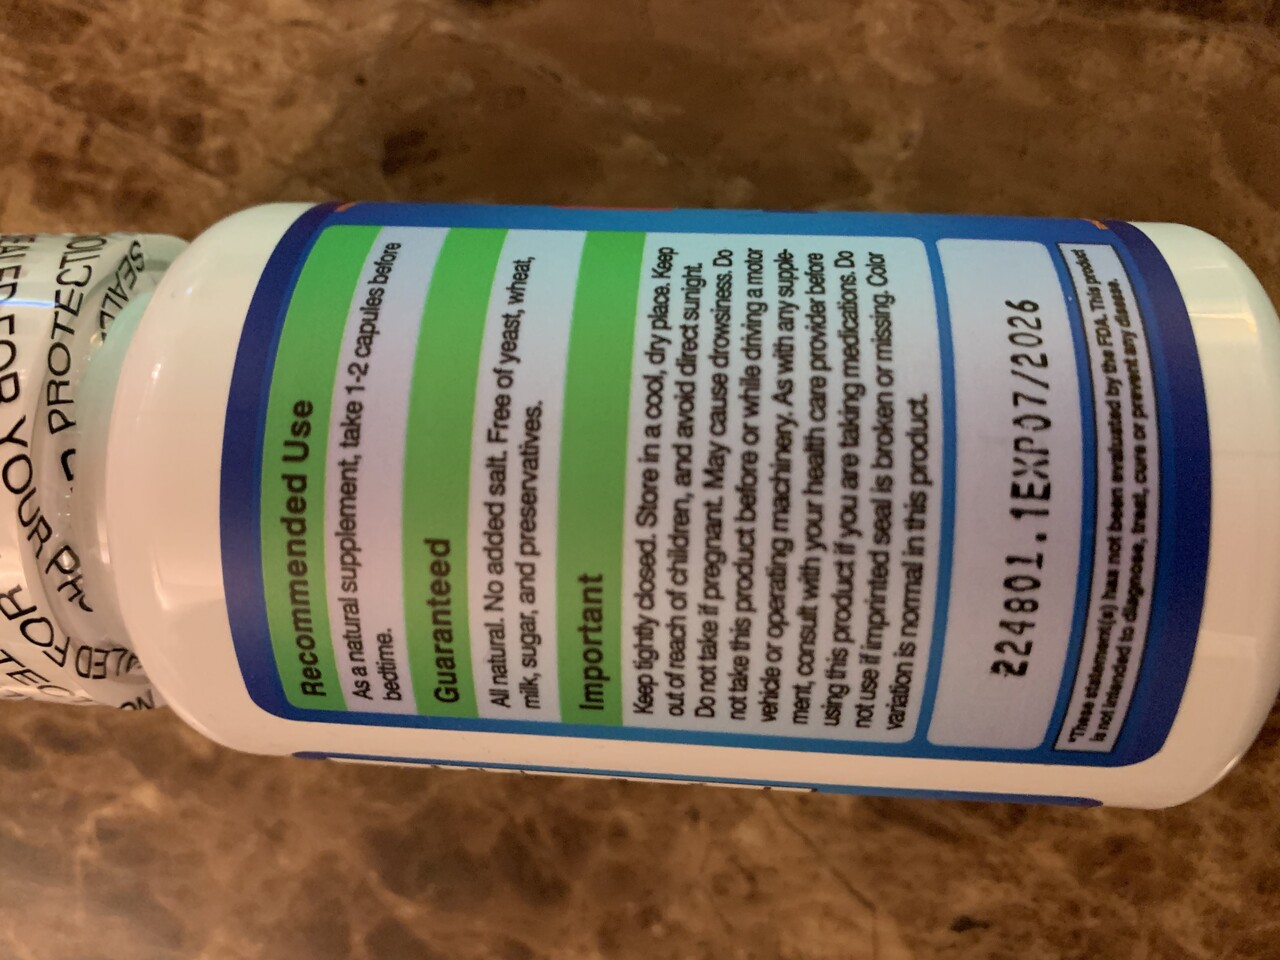 Recommended Use
As a natural supplement, take 1-2 capules before
bedtime.
Guaranteed
All natural. No added salt. Free of yeast, wheat,
milk, sugar, and preservatives.
Important
Keep tightly closed. Store in a cool, dry place. Keep
out of reach of children, and avoid direct sunlight.
Do not take if pregnant. May cause drowsiness. Do
not take this product before or while driving a motor
vehicle or operating machinery. As with any supple-
ment, consult with your health care provider before
using this product if you are taking medications. Do
not use if imprinted seal is broken or missing. Color
variation is normal in this product.
224801.1EXP07/2026
*These statement(s) has not been evaluated by the FDA. This product
is not intended to diagnose, treat, cure or prevent any disease.
FOR YOUR
PROTECTION